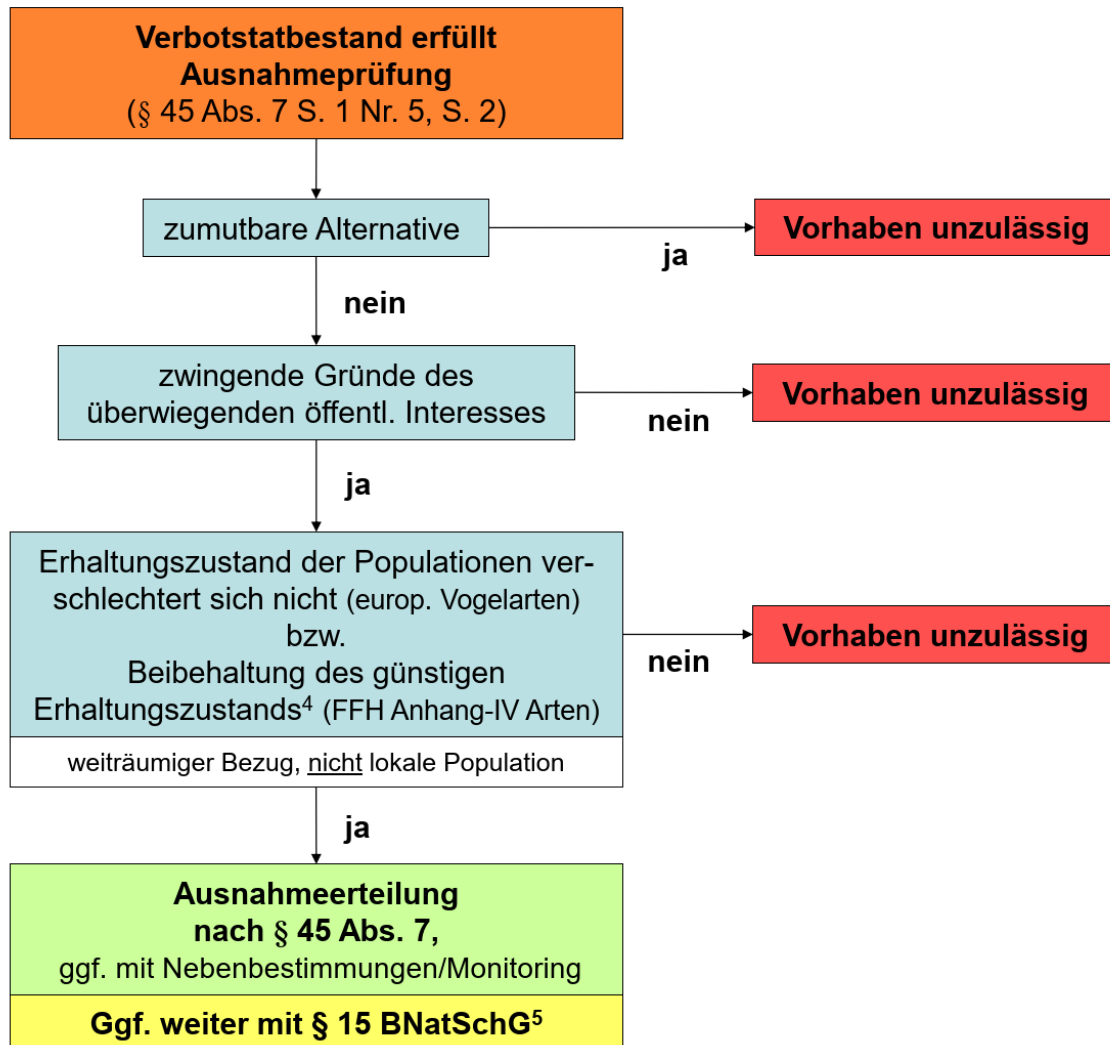 Verbotstatbestand erfüllt
Ausnahmeprüfung
(§ 45 Abs. 7 S. 1 Nr. 5, S. 2)
zumutbare Alternative
ja
Vorhaben unzulässig
nein
zwingende Gründe des
überwiegenden öffentl. Interesses
nein
Vorhaben unzulässig
ja
Erhaltungszustand der Populationen ver-
schlechtert sich nicht (europ. Vogelarten)
bzw.
Beibehaltung des günstigen
Erhaltungszustands⁴ (FFH Anhang-IV Arten)
weiträumiger Bezug, nicht lokale Population
nein
Vorhaben unzulässig
ja
Ausnahmeerteilung
nach § 45 Abs. 7,
ggf. mit Nebenbestimmungen/Monitoring
Ggf. weiter mit § 15 BNatSchG⁵